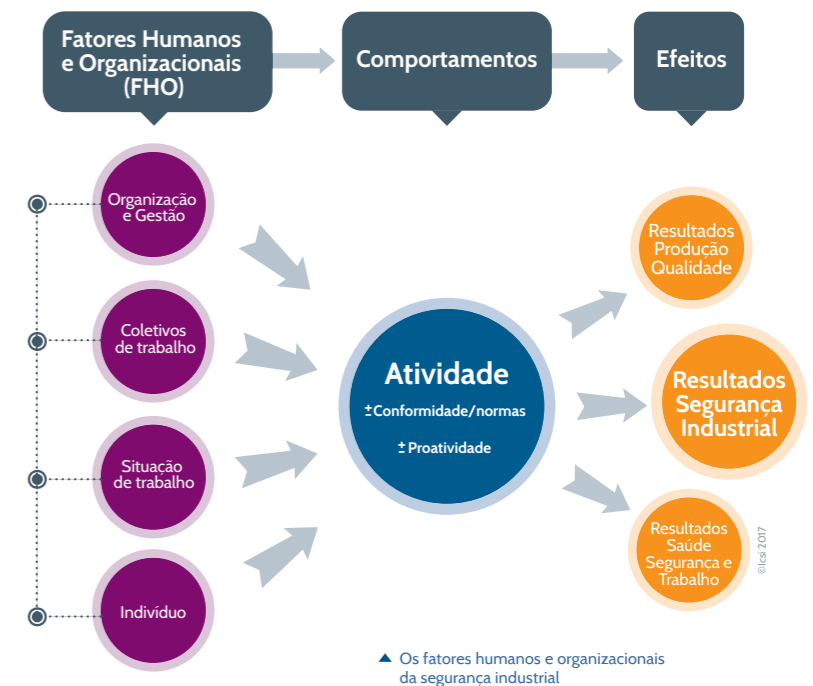 Fatores Humanos
e Organizacionais
(FHO)
Comportamentos
Efeitos
Organização
e Gestão
Coletivos
de trabalho
Situação
de trabalho
Indivíduo
Atividade
±Conformidade/normas
± Proatividade
Resultados
Produção
Qualidade
Resultados
Segurança
Industrial
Resultados
Saúde
Segurança e
Trabalho
©Icsi 2017
▲ Os fatores humanos e organizacionais
da segurança industrial